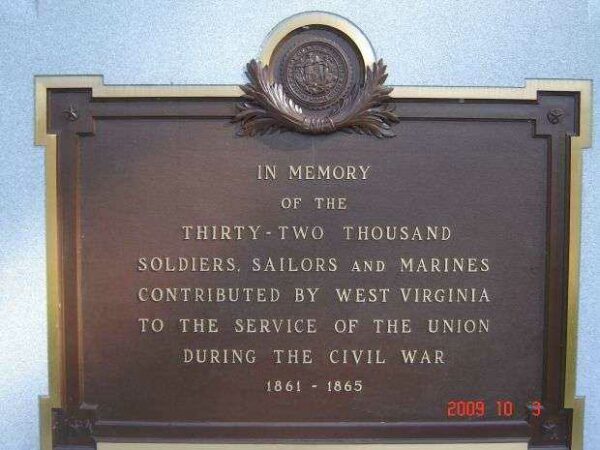 IN MEMORY
OF THE
THIRTY-TWO THOUSAND
SOLDIERS, SAILORS AND MARINES
CONTRIBUTED BY WEST VIRGINIA
TO THE SERVICE OF THE UNION
DURING THE CIVIL WAR
1861 - 1865
2009 10 3